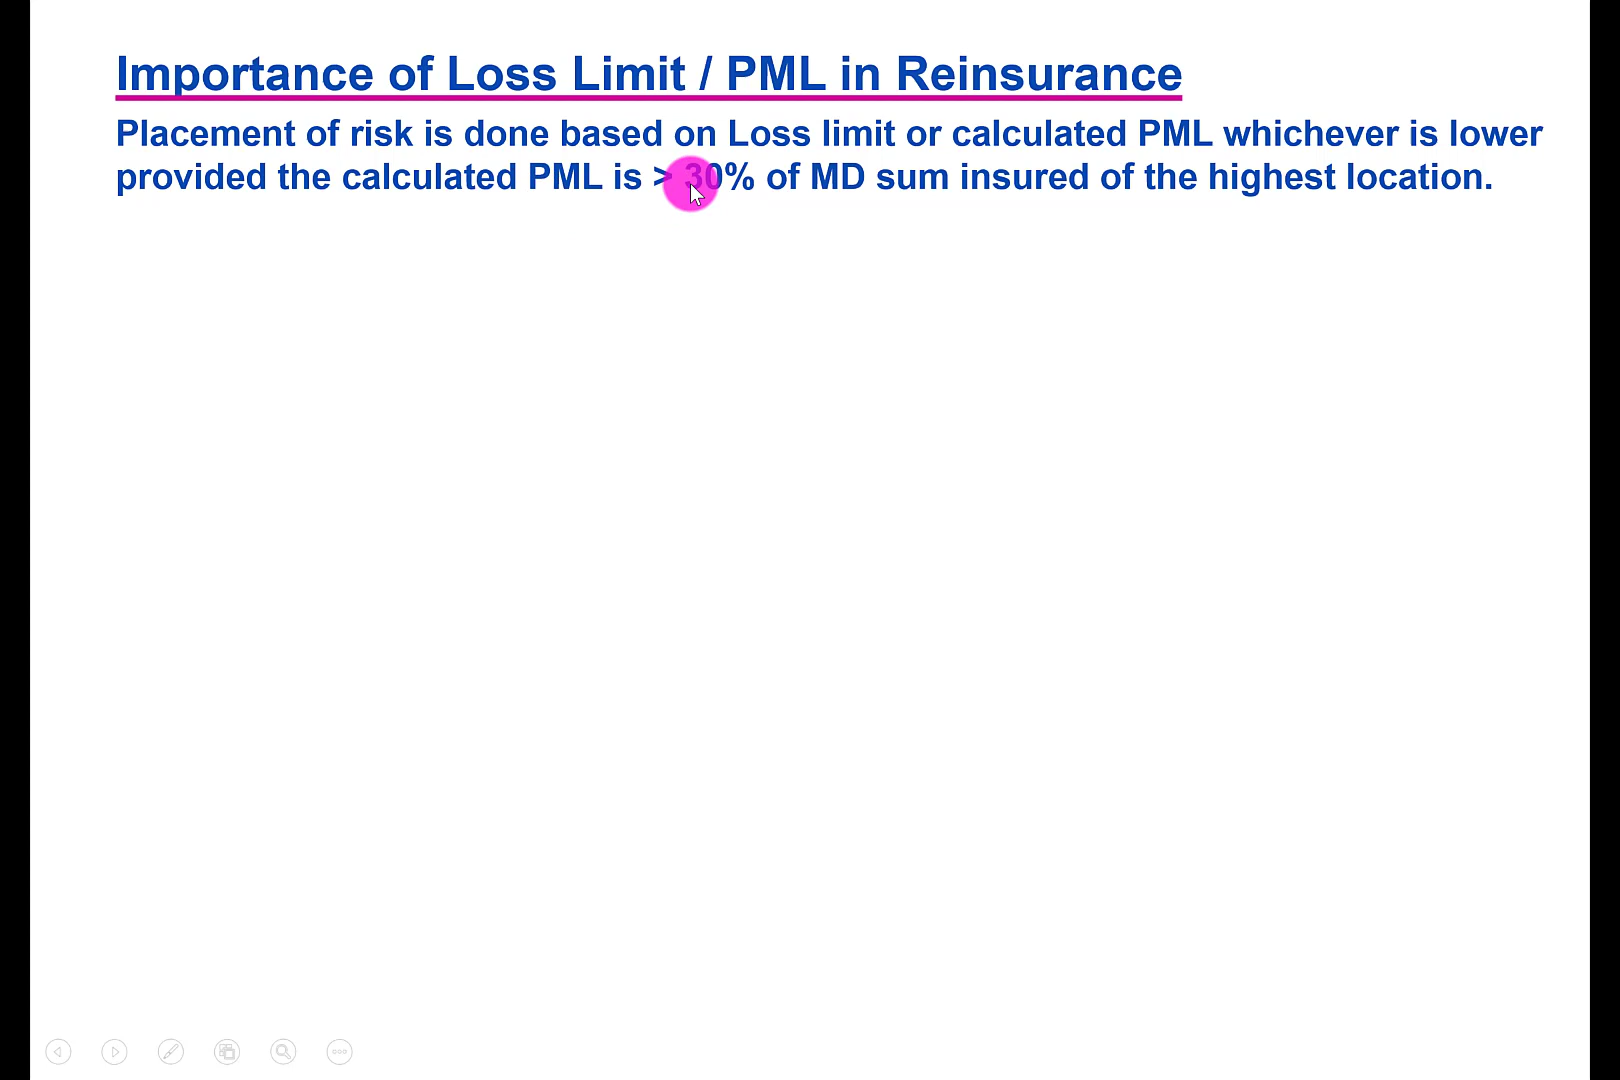 Importance of Loss Limit / PML in Reinsurance
Placement of risk is done based on Loss limit or calculated PML whichever is lower
provided the calculated PML is > 30% of MD sum insured of the highest location.